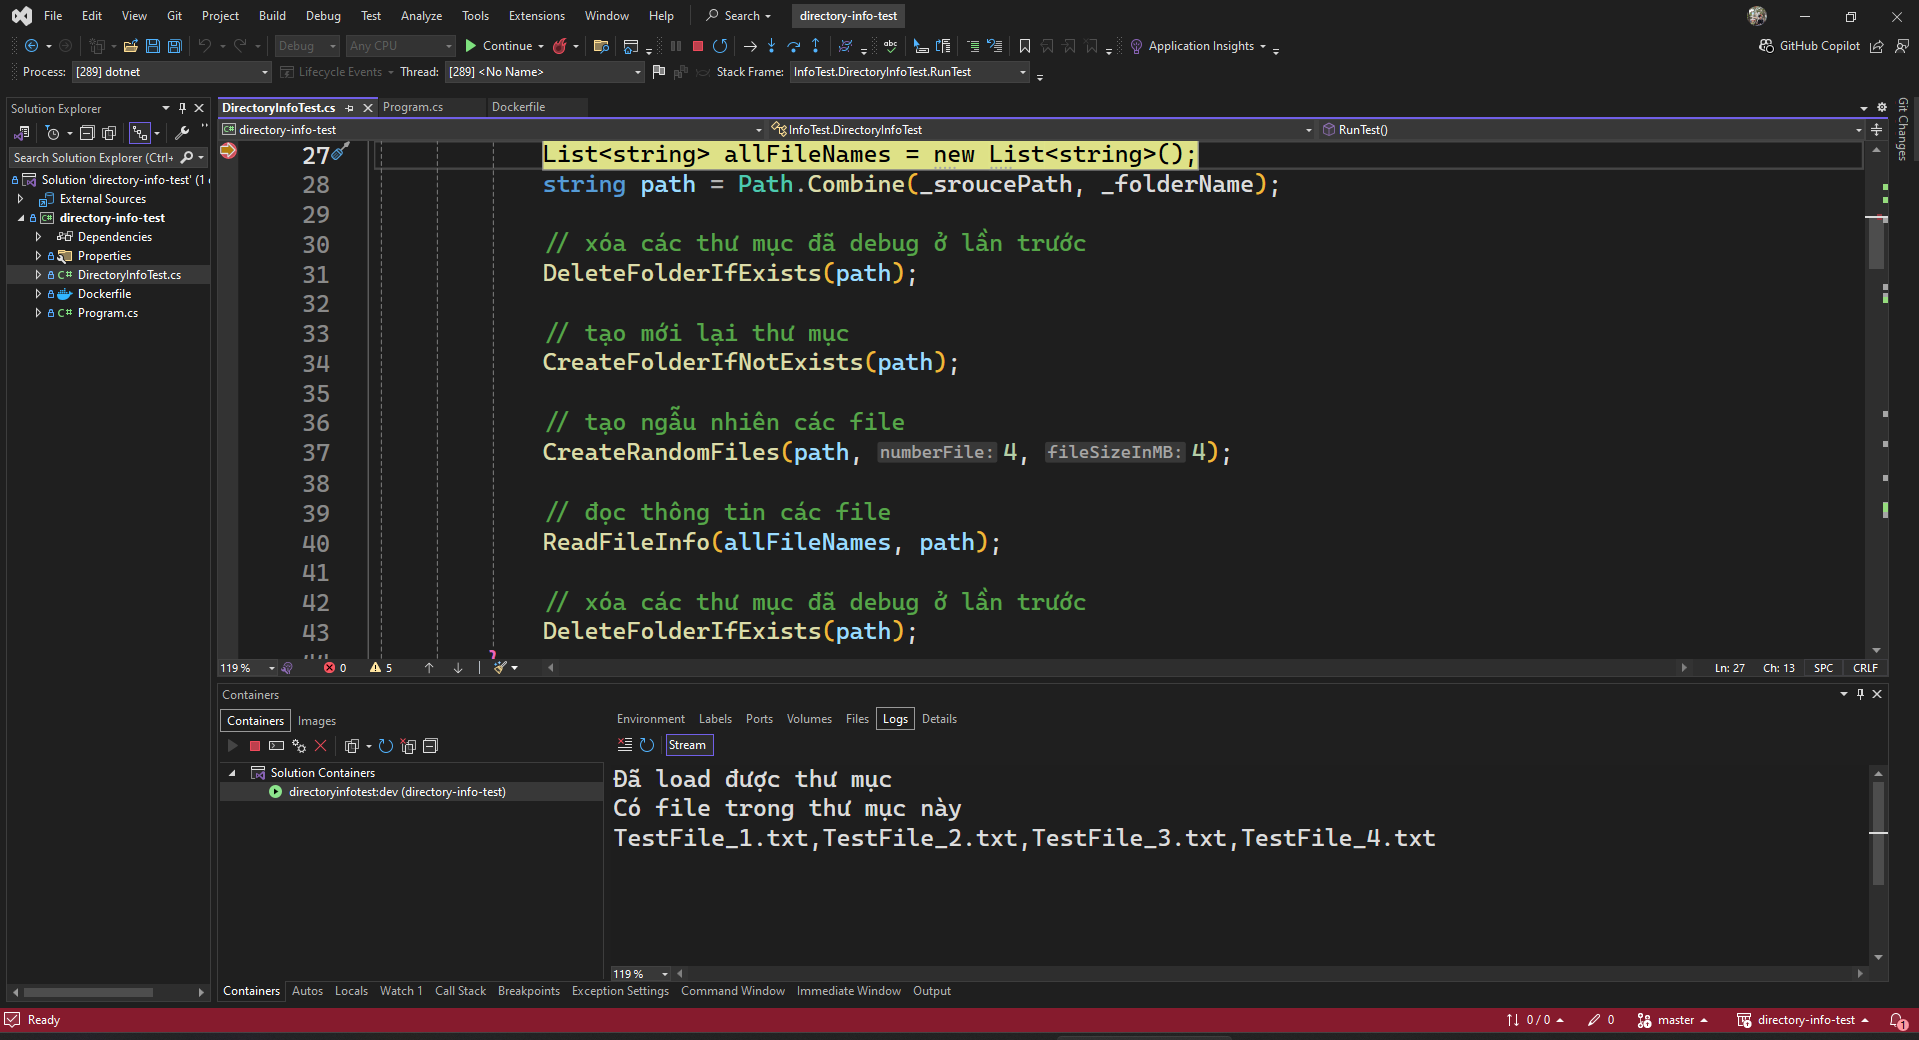 File Edit View Git Project Build Debug Test Analyze Tools Extensions Window Help Search directory-info-test
Debug Any CPU Continue Application Insights GitHub Copilot
Process: [289] dotnet Lifecycle Events Thread: [289] <No Name> Stack Frame: InfoTest.DirectoryInfoTest.RunTest
Solution Explorer
Search Solution Explorer (Ctrl+
Solution 'directory-info-test' (1
External Sources
directory-info-test
Dependencies
Properties
C# DirectoryInfoTest.cs
Dockerfile
C# Program.cs
DirectoryInfoTest.cs Program.cs Dockerfile
directory-info-test InfoTest.DirectoryInfoTest RunTest()
27 List<string> allFileNames = new List<string>();
28 string path = Path.Combine(_sroucePath, _folderName);
29
30 // xóa các thư mục đã debug ở lần trước
31 DeleteFolderIfExists(path);
32
33 // tạo mới lại thư mục
34 CreateFolderIfNotExists(path);
35
36 // tạo ngẫu nhiên các file
37 CreateRandomFiles(path, numberFile: 4, fileSizeInMB: 4);
38
39 // đọc thông tin các file
40 ReadFileInfo(allFileNames, path);
41
42 // xóa các thư mục đã debug ở lần trước
43 DeleteFolderIfExists(path);
119 % 0 5 Ln: 27 Ch: 13 SPC CRLF
Containers
Containers Images
Solution Containers
directoryinfotest:dev (directory-info-test)
Environment Labels Ports Volumes Files Logs Details
Stream
Đã load được thư mục
Có file trong thư mục này
TestFile_1.txt,TestFile_2.txt,TestFile_3.txt,TestFile_4.txt
119 %
Containers Autos Locals Watch 1 Call Stack Breakpoints Exception Settings Command Window Immediate Window Output
Git Changes
Ready 0 / 0 0 master directory-info-test 1